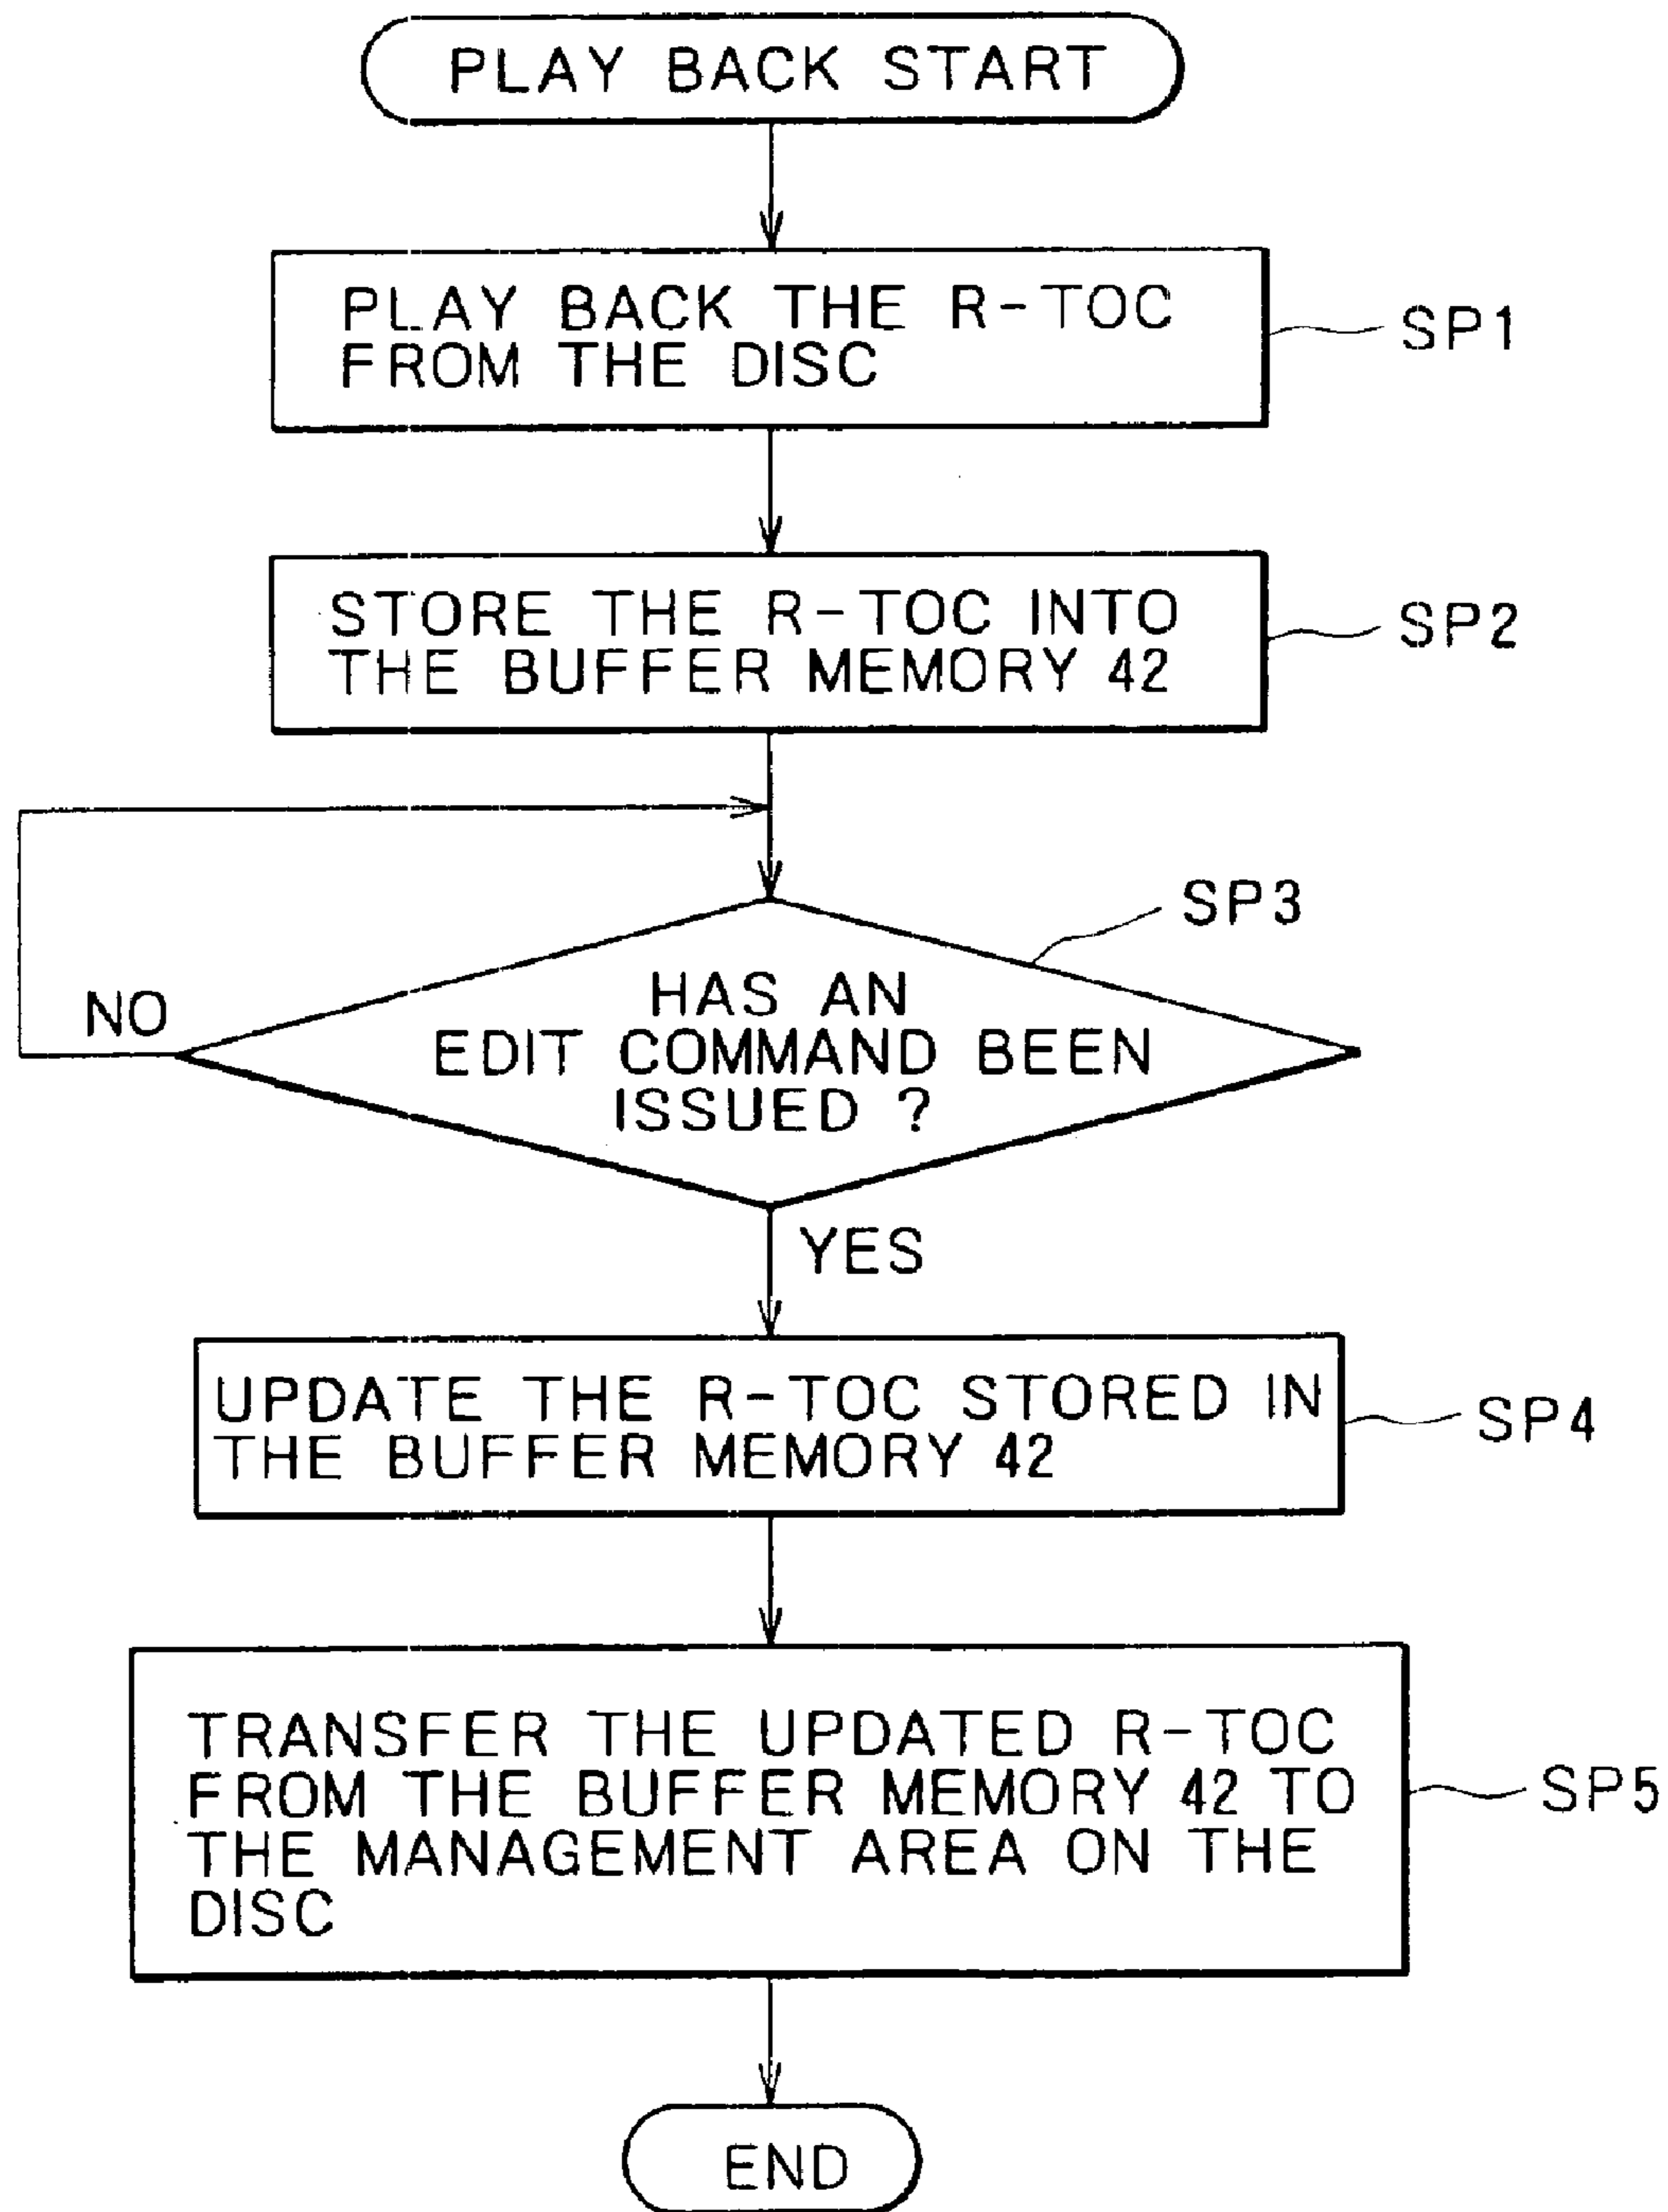 PLAY BACK START
PLAY BACK THE R-TOC
FROM THE DISC
SP1
STORE THE R-TOC INTO
THE BUFFER MEMORY 42
SP2
SP3
HAS AN
EDIT COMMAND BEEN
ISSUED ?
NO
YES
UPDATE THE R-TOC STORED IN
THE BUFFER MEMORY 42
SP4
TRANSFER THE UPDATED R-TOC
FROM THE BUFFER MEMORY 42 TO
THE MANAGEMENT AREA ON THE
DISC
SP5
END